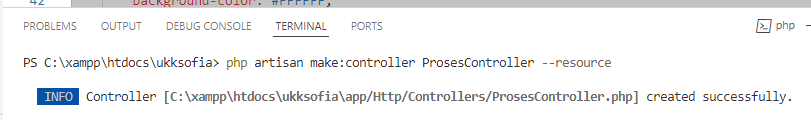 42 background-color: #FFFFFF;
PROBLEMS OUTPUT DEBUG CONSOLE TERMINAL PORTS php
PS C:\xampp\htdocs\ukksofia> php artisan make:controller ProsesController --resource
INFO Controller [C:\xampp\htdocs\ukksofia\app/Http/Controllers/ProsesController.php] created successfully.